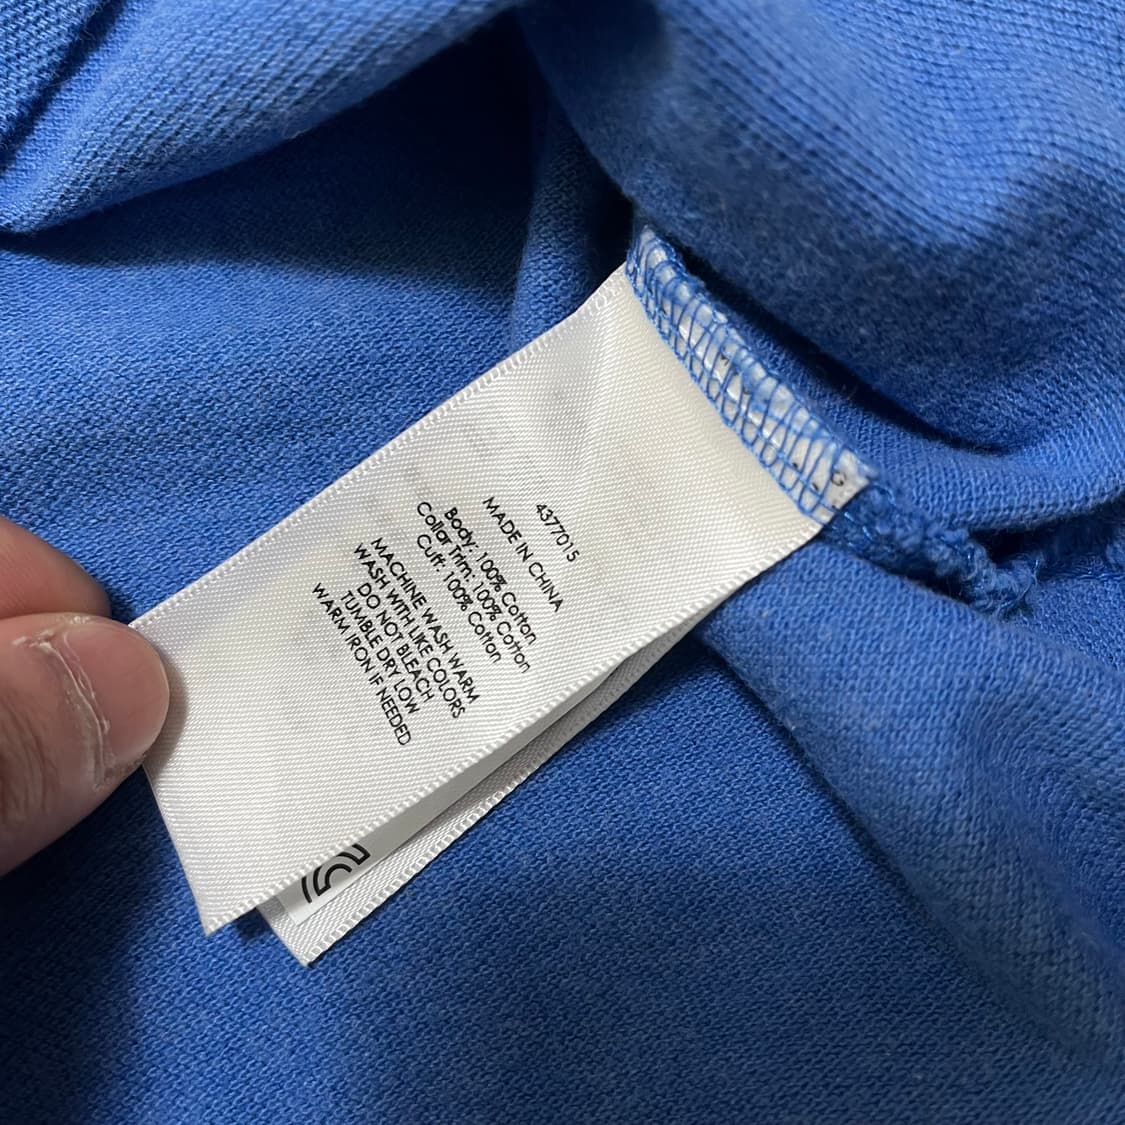 4377015
MADE IN CHINA
Body: 100% Cotton
Collar Trim: 100% Cotton
Cuff: 100% Cotton
MACHINE WASH WARM
WASH WITH LIKE COLORS
DO NOT BLEACH
TUMBLE DRY LOW
WARM IRON IF NEEDED